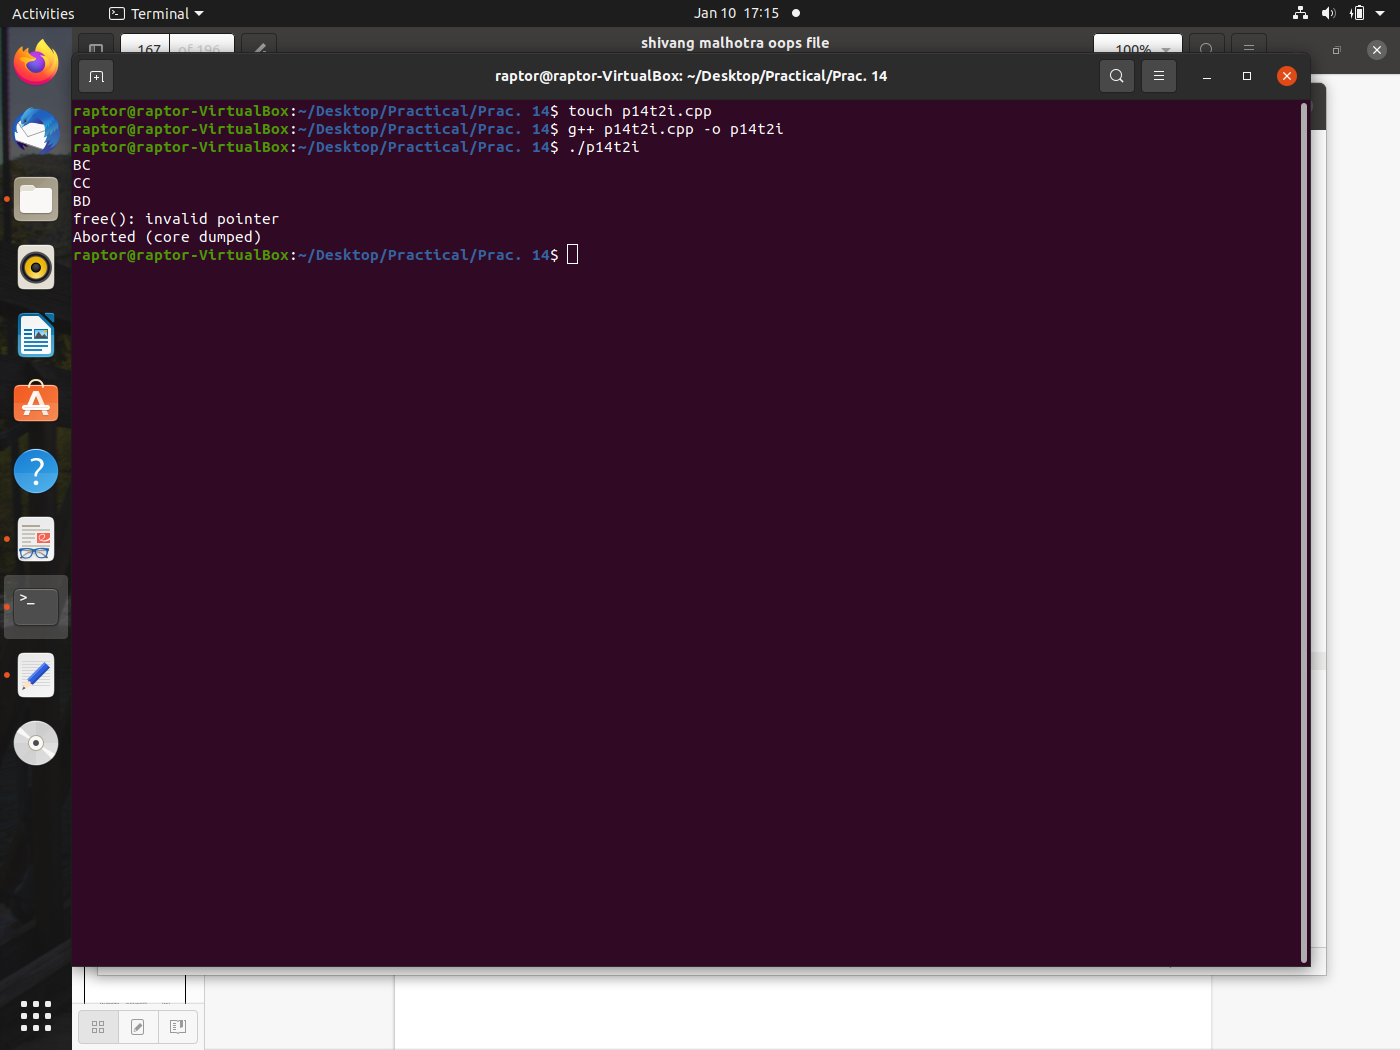 Activities
Terminal
Jan 10 17:15
167
of 196
shivang malhotra oops file
100%
raptor@raptor-VirtualBox: ~/Desktop/Practical/Prac. 14
raptor@raptor-VirtualBox:~/Desktop/Practical/Prac. 14$ touch p14t2i.cpp
raptor@raptor-VirtualBox:~/Desktop/Practical/Prac. 14$ g++ p14t2i.cpp -o p14t2i
raptor@raptor-VirtualBox:~/Desktop/Practical/Prac. 14$ ./p14t2i
BC
CC
BD
free(): invalid pointer
Aborted (core dumped)
raptor@raptor-VirtualBox:~/Desktop/Practical/Prac. 14$